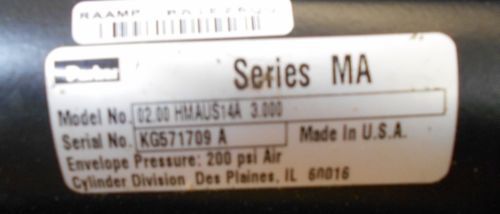 RAAMP
Parker
Series MA
Model No. 02.00 HMAUS14A 3.000
Serial No. KG571709 A Made In U.S.A.
Envelope Pressure: 200 psi Air
Cylinder Division Des Plaines, IL 60016